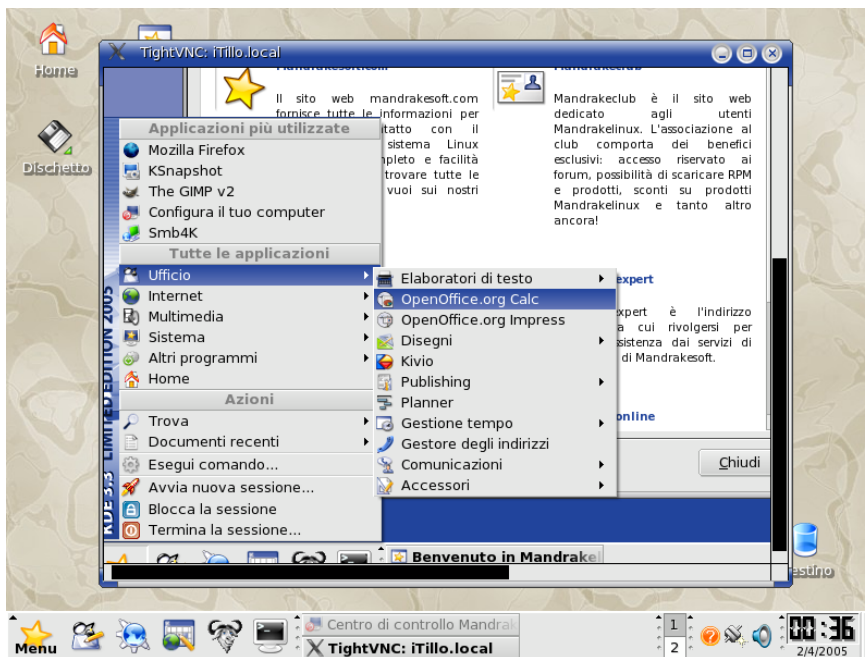 TightVNC: iTillo.local
Home
Dischetto
Il sito web mandrakesoft.com
fornisce tutte le informazioni per
tatto con il
sistema Linux
pleto e facilità
trovare tutte le
vuoi sui nostri
Mandrakeclub è il sito web
dedicato agli utenti
Mandrakelinux. L'associazione al
club comporta dei benefici
esclusivi: accesso riservato ai
forum, possibilità di scaricare RPM
e prodotti, sconti su prodotti
Mandrakelinux e tanto altro
ancora!
Applicazioni più utilizzate
Mozilla Firefox
KSnapshot
The GIMP v2
Configura il tuo computer
Smb4K
Tutte le applicazioni
Ufficio
Internet
Multimedia
Sistema
Altri programmi
Home
Azioni
Trova
Documenti recenti
Esegui comando...
Avvia nuova sessione...
Blocca la sessione
Termina la sessione...
KDE 3.3 LIMITED EDITION 2005
Elaboratori di testo
OpenOffice.org Calc
OpenOffice.org Impress
Disegni
Kivio
Publishing
Planner
Gestione tempo
Gestore degli indirizzi
Comunicazioni
Accessori
expert
xpert è l'indirizzo
a cui rivolgersi per
sistenza dai servizi di
di Mandrakesoft.
online
Chiudi
Benvenuto in Mandrakel
estino
Menu
Centro di controllo Mandrak
TightVNC: iTillo.local
1
2
00:36
2/4/2005